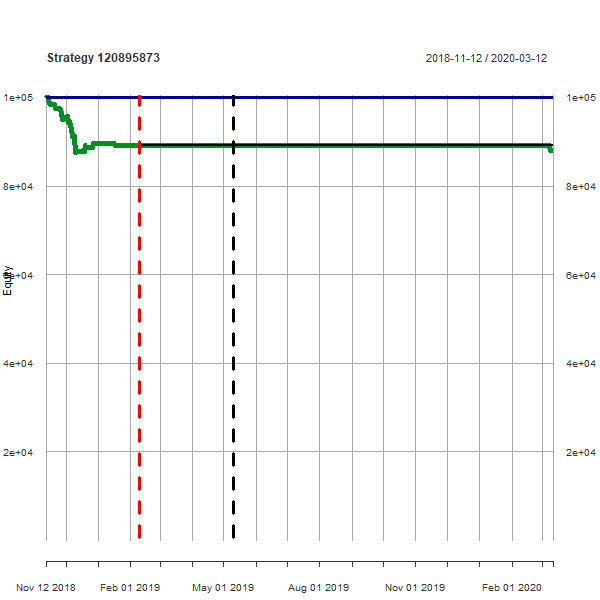 Strategy 120895873
2018-11-12 / 2020-03-12
1e+05
1e+05
8e+04
8e+04
Equity
6e+04
4e+04
4e+04
2e+04
2e+04
Nov 12 2018
Feb 01 2019
May 01 2019
Aug 01 2019
Nov 01 2019
Feb 01 2020